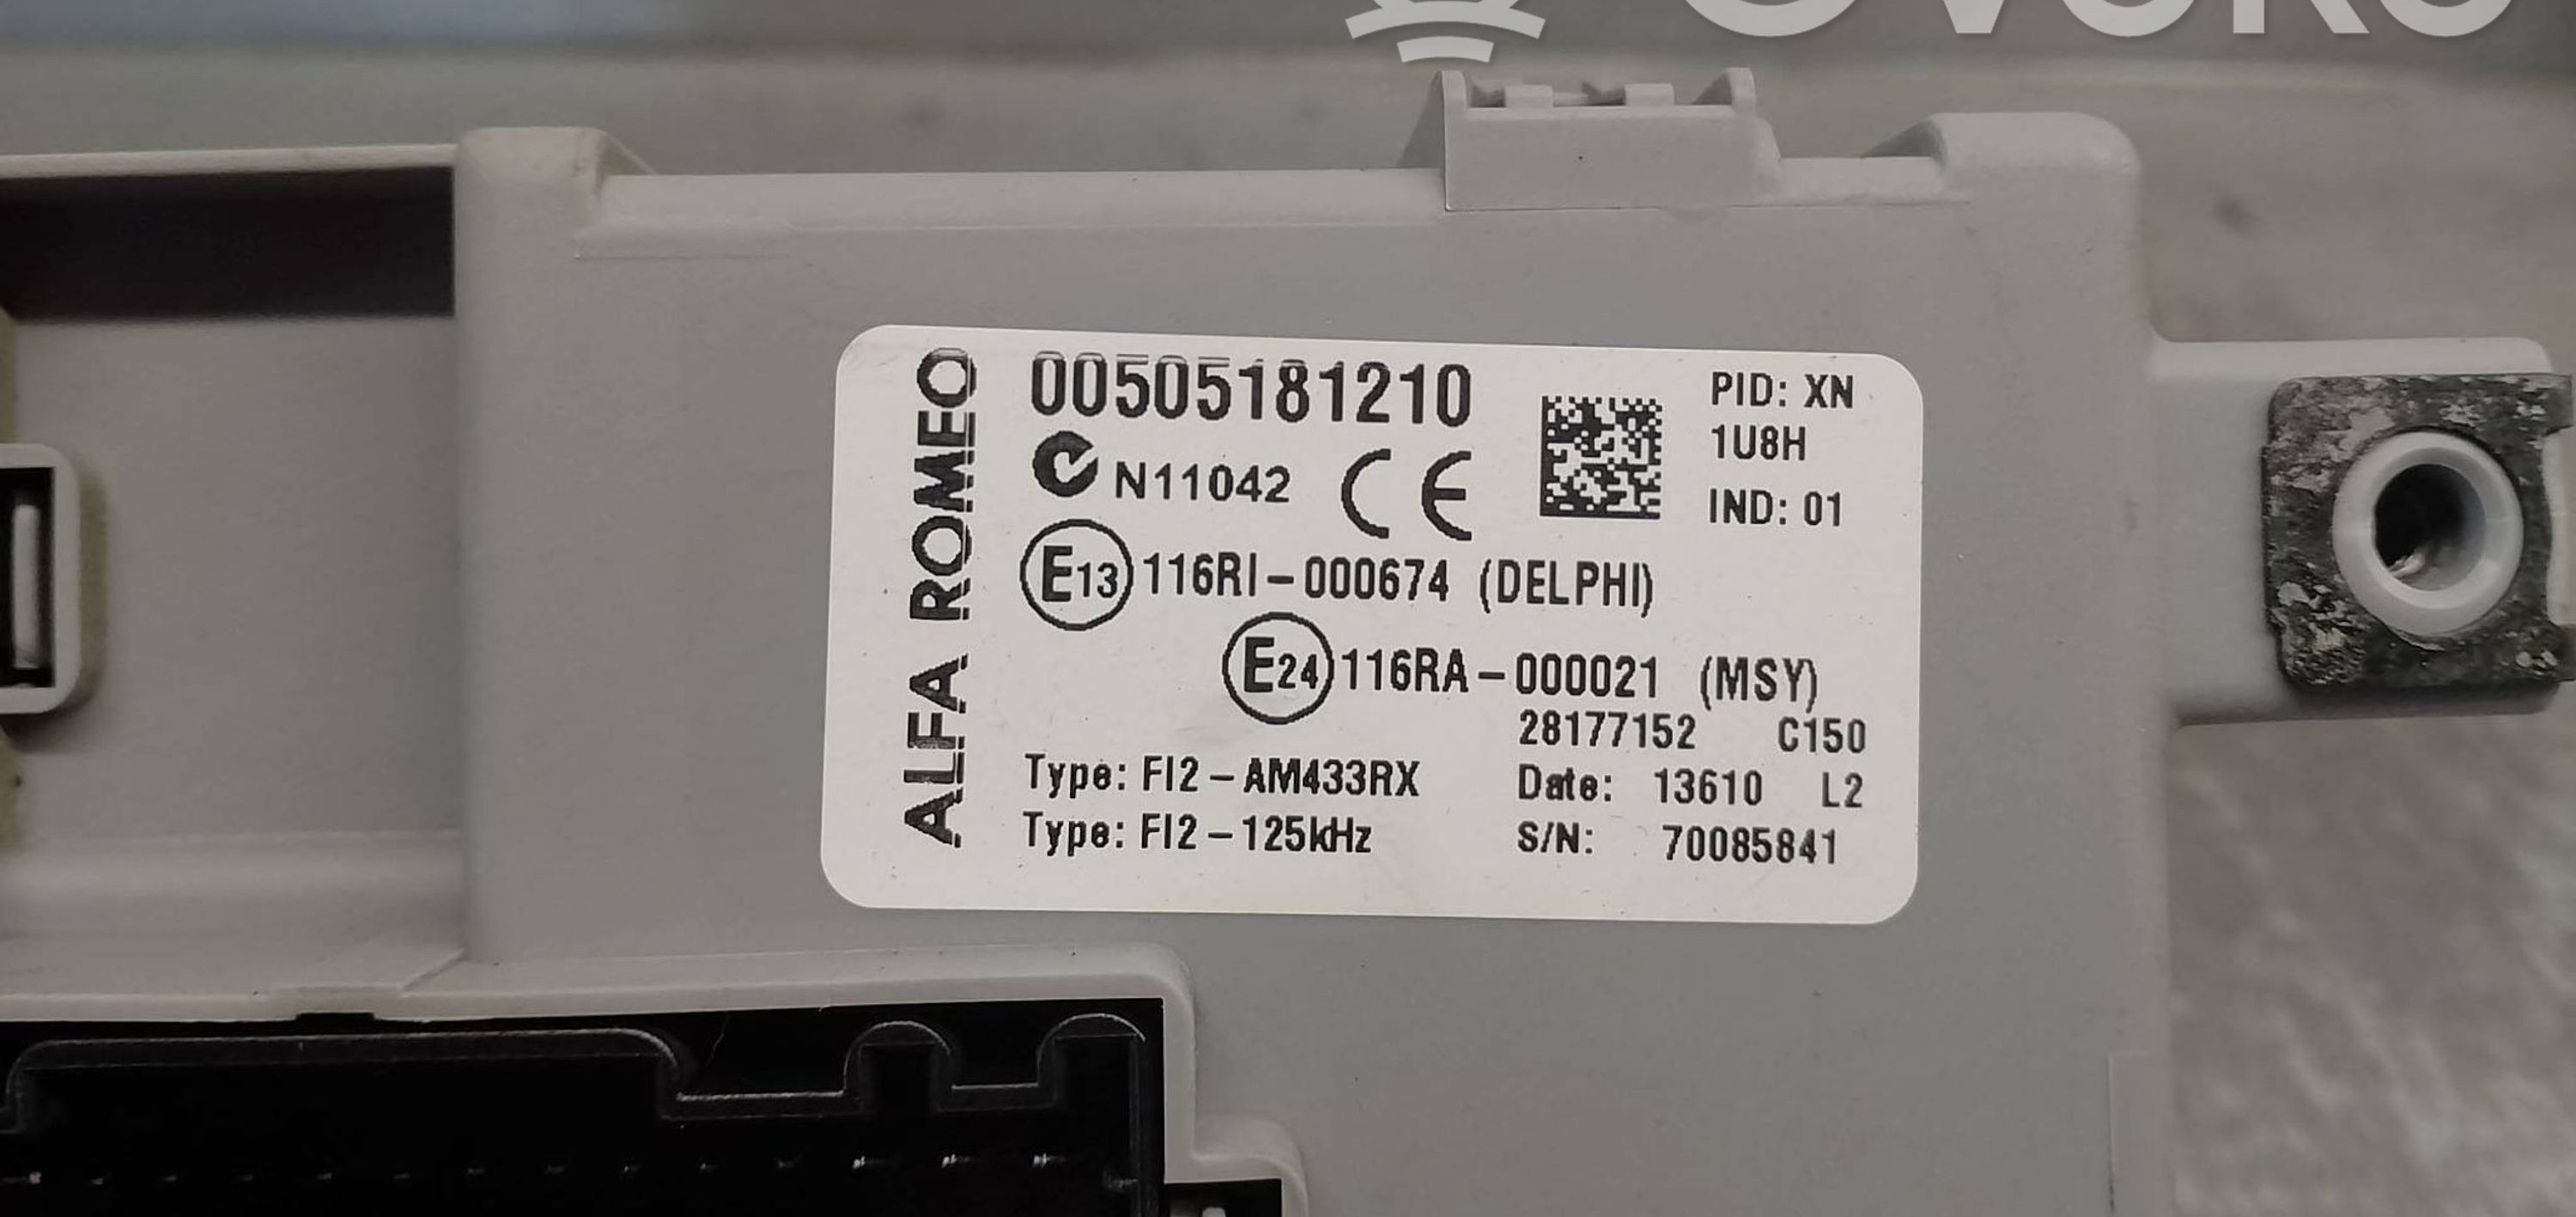 ALFA ROMEO
00505181210
PID: XN
1U8H
N11042 CE
IND: 01
E13 116RI-000674 (DELPHI)
E24 116RA-000021 (MSY)
28177152 C150
Type: FI2-AM433RX
Date: 13610 L2
Type: FI2-125kHz
S/N: 70085841